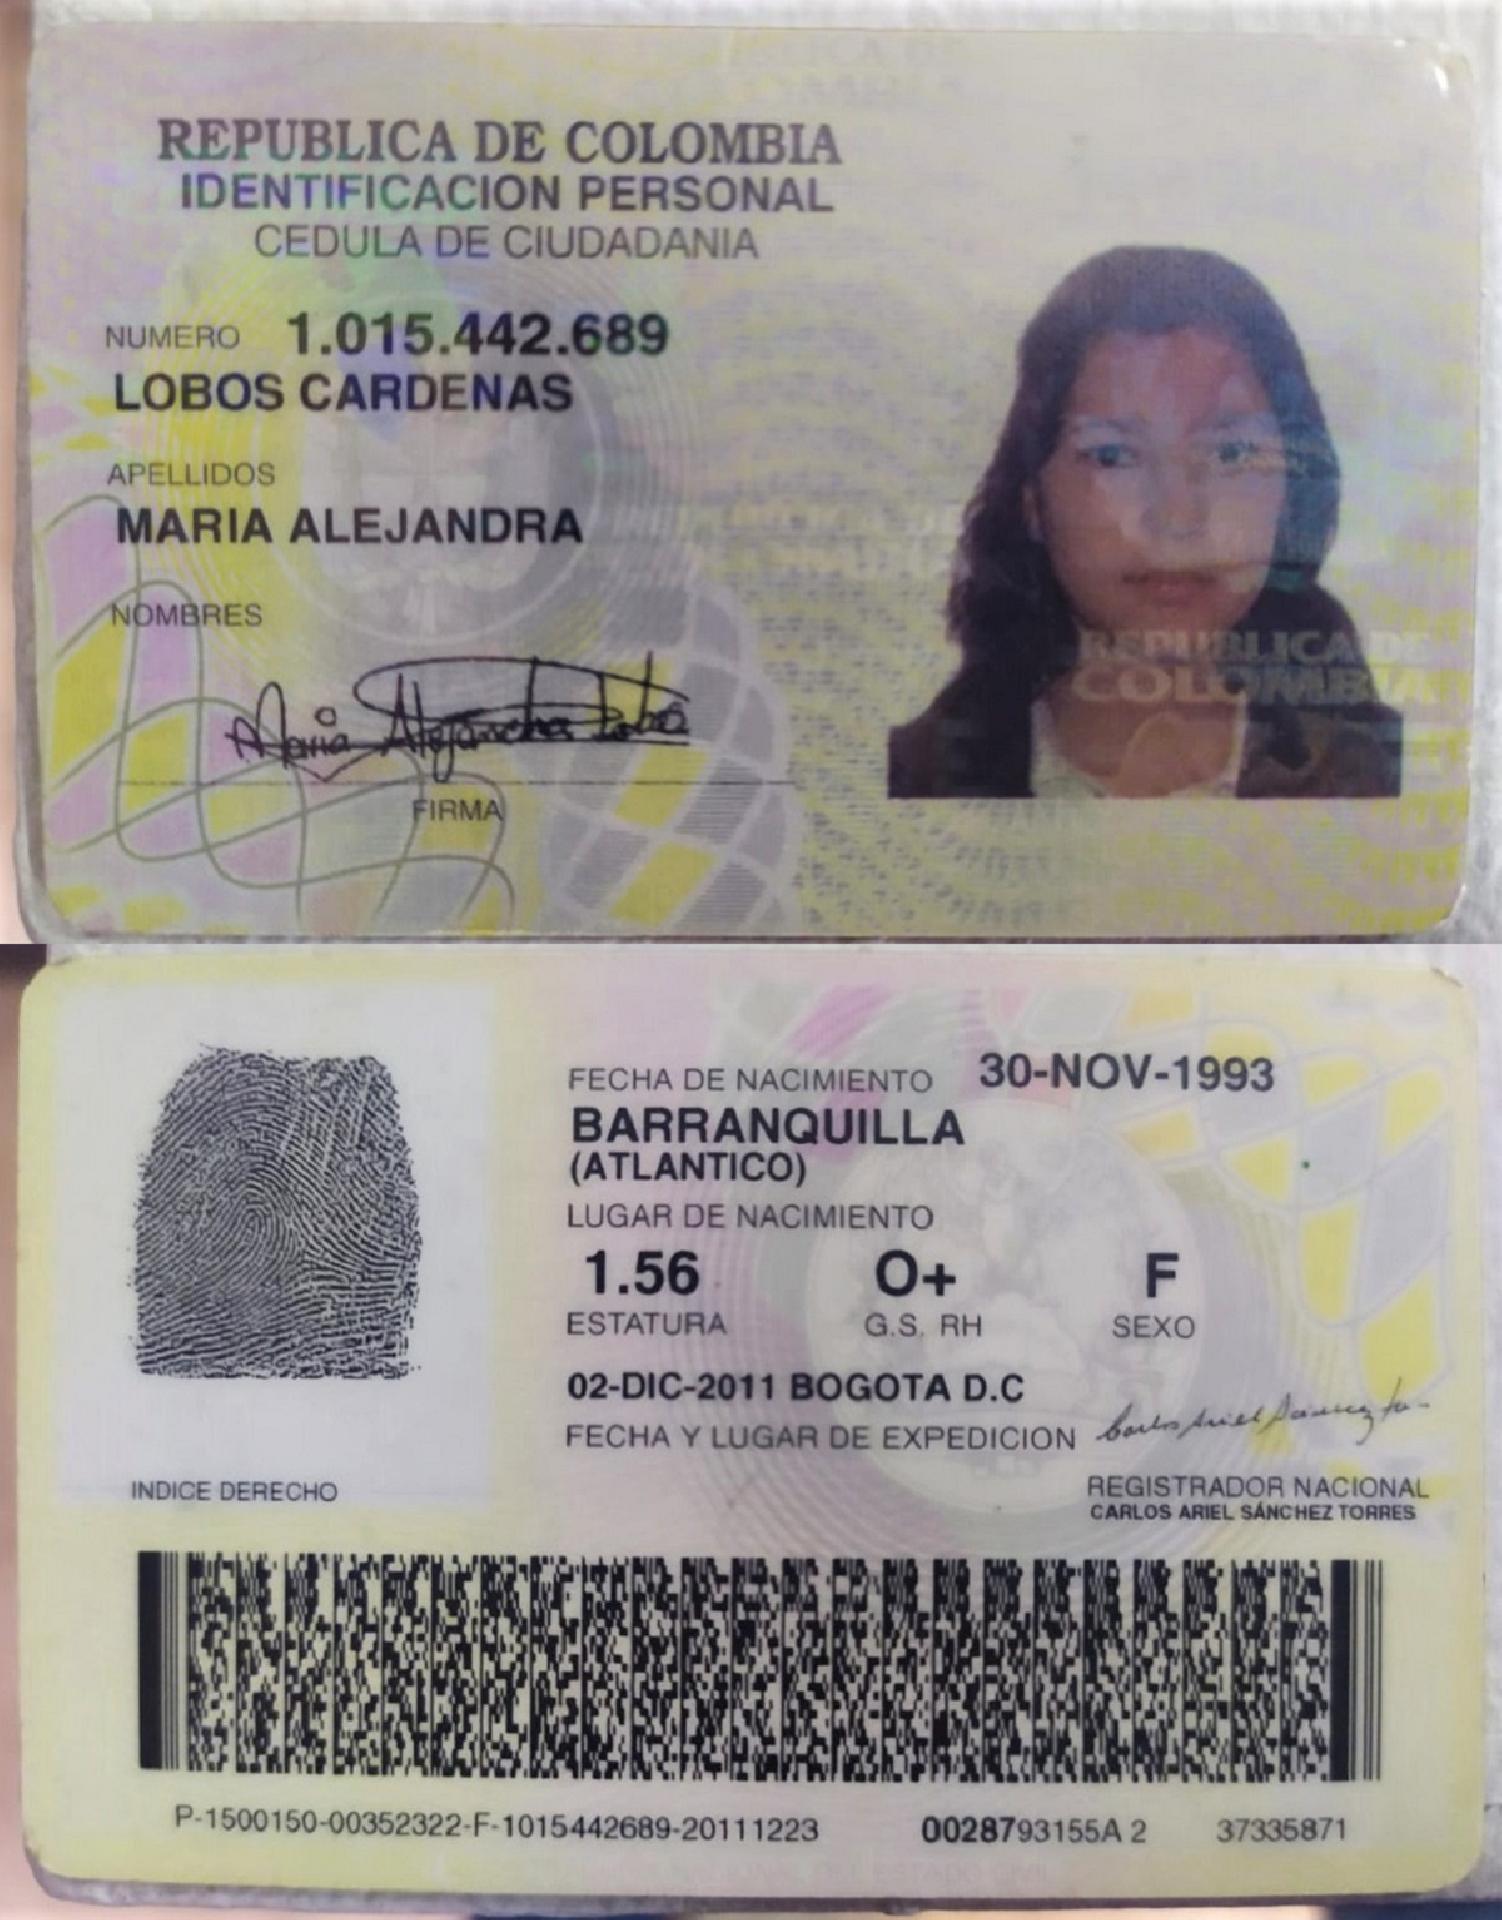 REPUBLICA DE COLOMBIA
IDENTIFICACION PERSONAL
CEDULA DE CIUDADANIA
NUMERO 1.015.442.689
LOBOS CARDENAS
APELLIDOS
MARIA ALEJANDRA
NOMBRES
Maria Alejandra Lobos
FIRMA
REPUBLICA DE
COLOMBIA
FECHA DE NACIMIENTO 30-NOV-1993
BARRANQUILLA
(ATLANTICO)
LUGAR DE NACIMIENTO
1.56 O+ F
ESTATURA G.S. RH SEXO
02-DIC-2011 BOGOTA D.C
FECHA Y LUGAR DE EXPEDICION
INDICE DERECHO
REGISTRADOR NACIONAL
CARLOS ARIEL SÁNCHEZ TORRES
P-1500150-00352322-F-1015442689-20111223 0028793155A 2 37335871